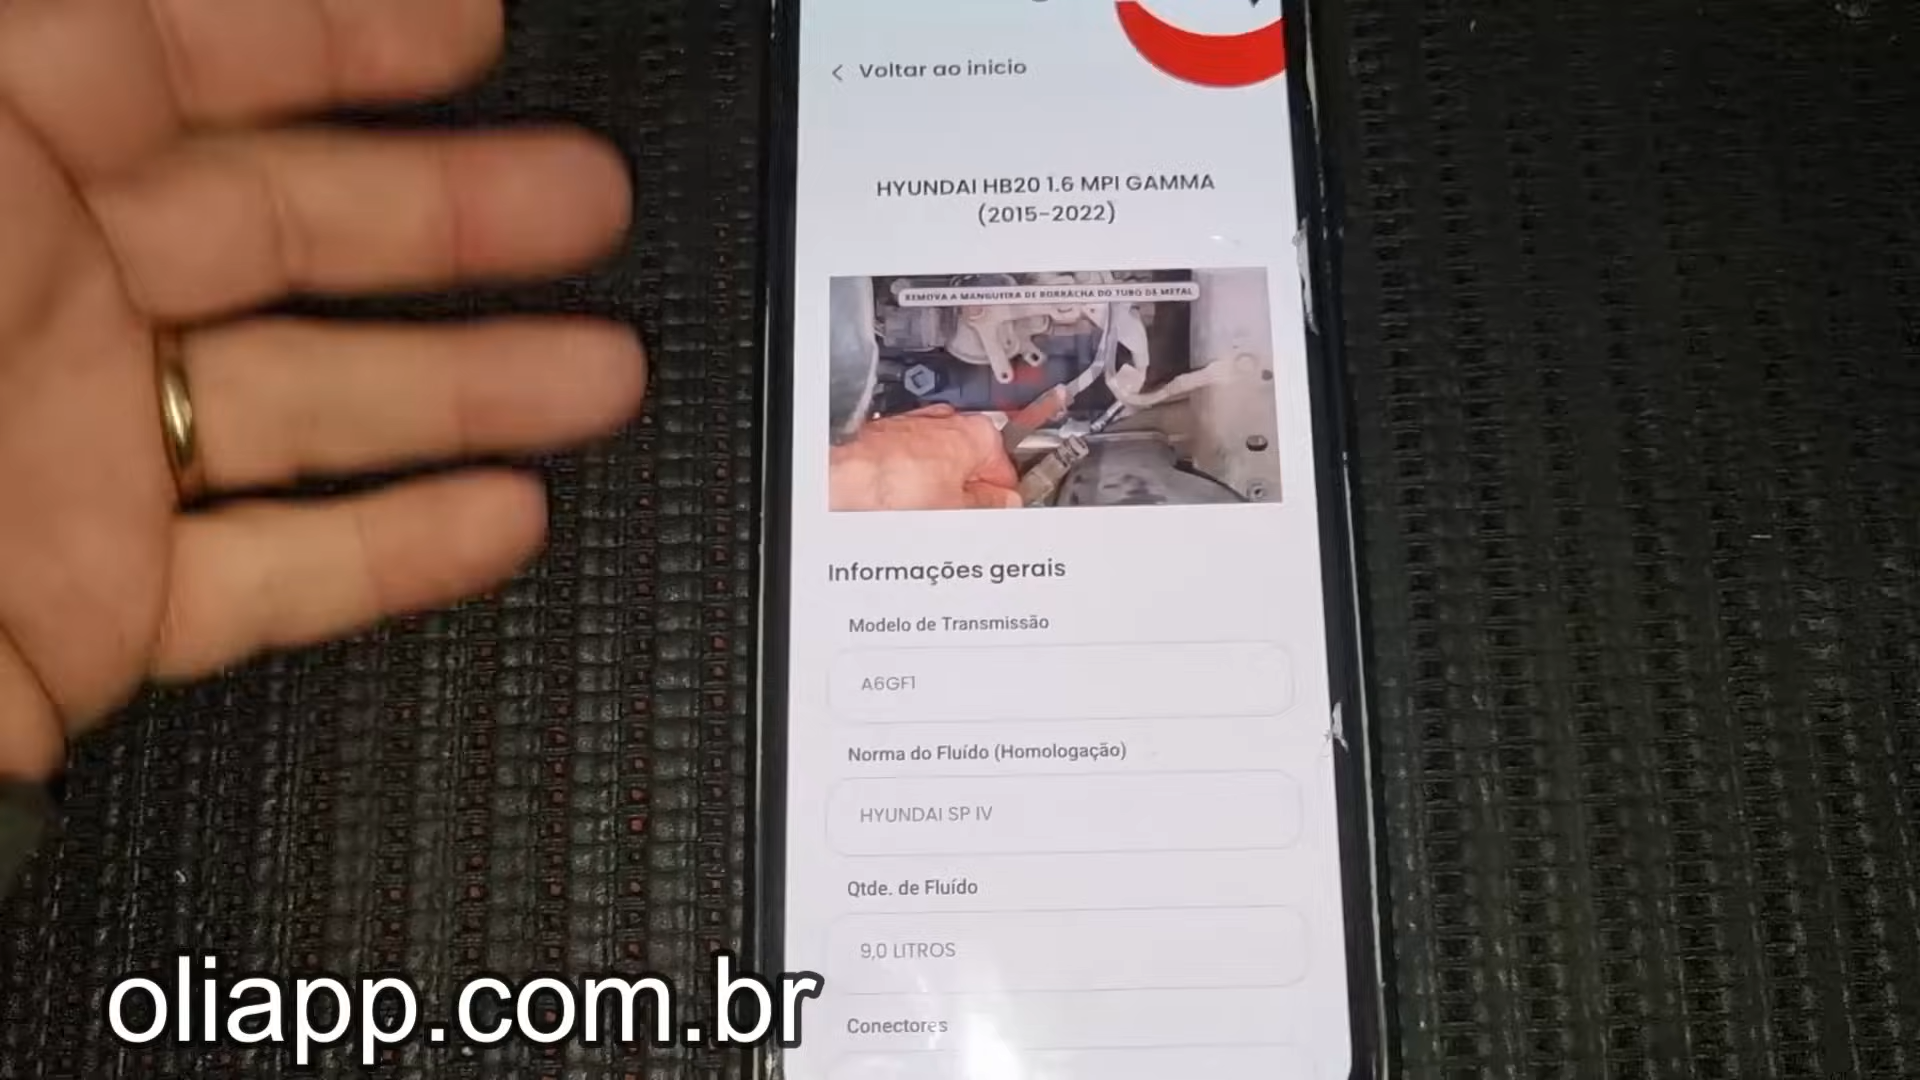 Voltar ao inicio
HYUNDAI HB20 1.6 MPI GAMMA
(2015-2022)
REMOVA A MANGUEIRA DE BORRACHA DO TUBO DE METAL
Informações gerais
Modelo de Transmissão
A6GF1
Norma do Fluído (Homologação)
HYUNDAI SP IV
Qtde. de Fluído
9,0 LITROS
Conectores
oliapp.com.br